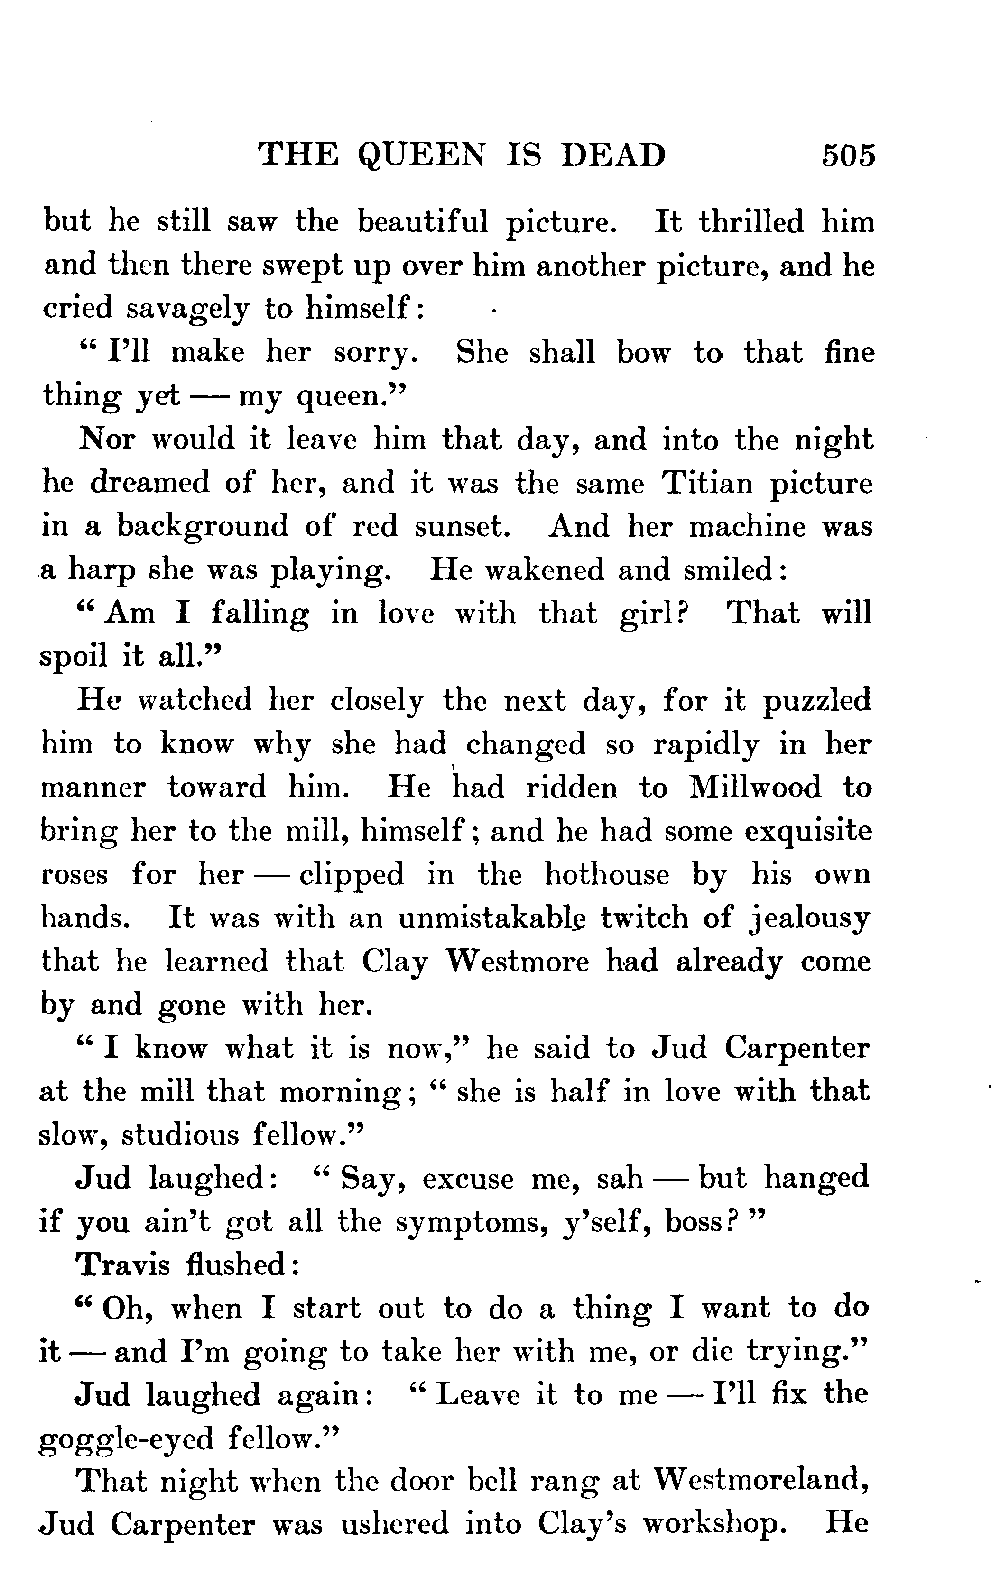 THE QUEEN IS DEAD 505
but he still saw the beautiful picture. It thrilled him
and then there swept up over him another picture, and he
cried savagely to himself:
“ I’ll make her sorry. She shall bow to that fine
thing yet — my queen.”
Nor would it leave him that day, and into the night
he dreamed of her, and it was the same Titian picture
in a background of red sunset. And her machine was
a harp she was playing. He wakened and smiled:
“ Am I falling in love with that girl? That will
spoil it all.”
He watched her closely the next day, for it puzzled
him to know why she had changed so rapidly in her
manner toward him. He had ridden to Millwood to
bring her to the mill, himself; and he had some exquisite
roses for her — clipped in the hothouse by his own
hands. It was with an unmistakable twitch of jealousy
that he learned that Clay Westmore had already come
by and gone with her.
“ I know what it is now,” he said to Jud Carpenter
at the mill that morning; “ she is half in love with that
slow, studious fellow.”
Jud laughed: “ Say, excuse me, sah — but hanged
if you ain’t got all the symptoms, y’self, boss? ”
Travis flushed:
“ Oh, when I start out to do a thing I want to do
it — and I’m going to take her with me, or die trying.”
Jud laughed again: “ Leave it to me — I’ll fix the
goggle-eyed fellow.”
That night when the door bell rang at Westmoreland,
Jud Carpenter was ushered into Clay’s workshop. He